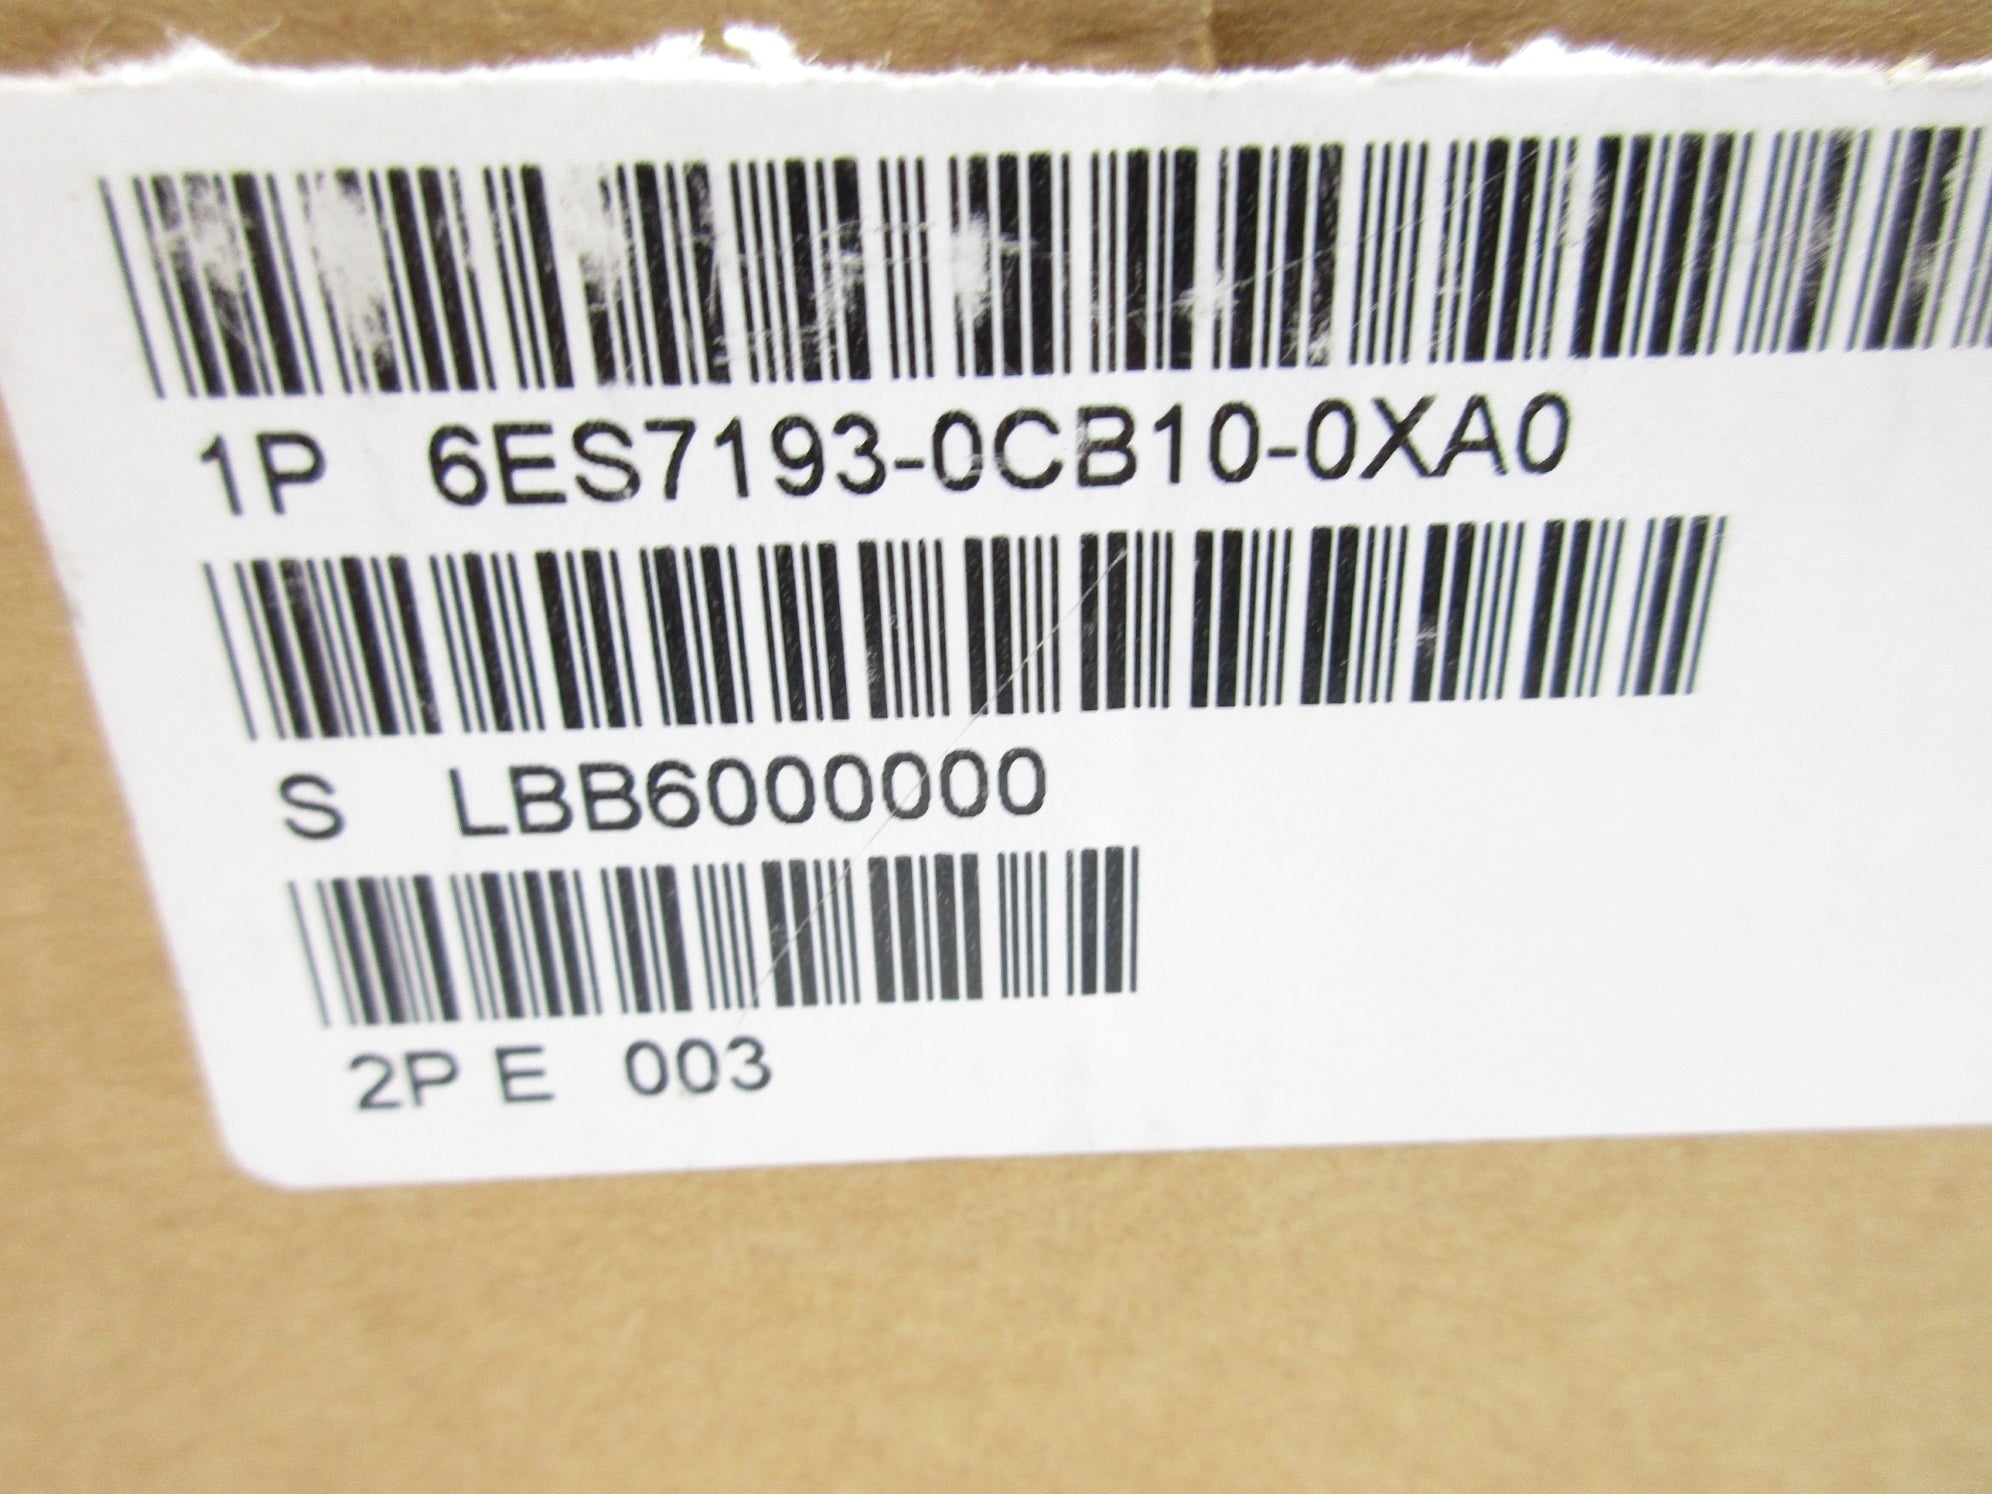 1P 6ES7193-0CB10-0XA0
S LBB6000000
2P E 003